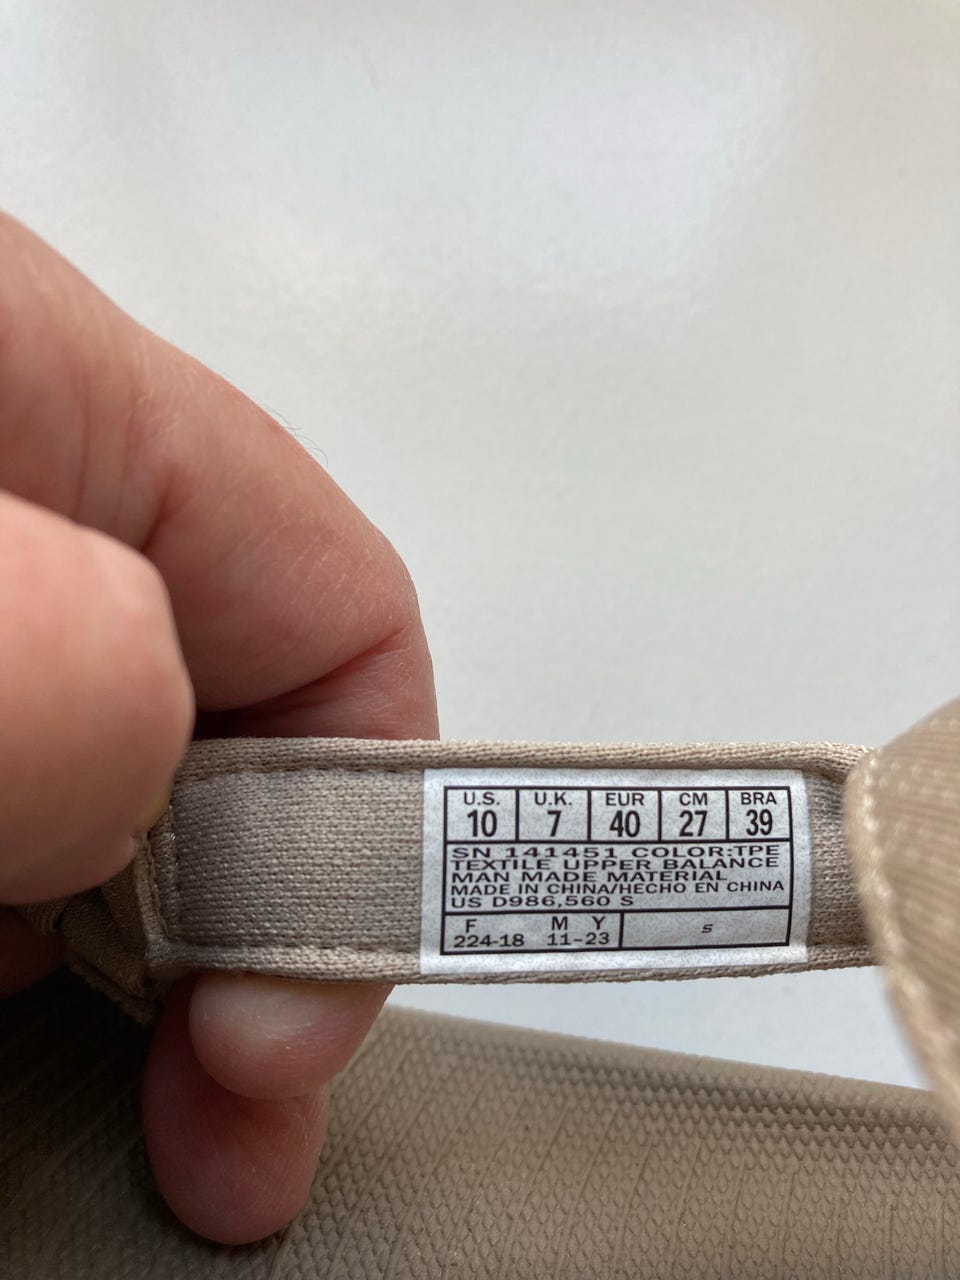 U.S. U.K. EUR CM BRA
10 7 40 27 39
SN 141451 COLOR:TPE
TEXTILE UPPER BALANCE
MAN MADE MATERIAL
MADE IN CHINA/HECHO EN CHINA
US D986,560 S
F M Y
224-18 11-23 S